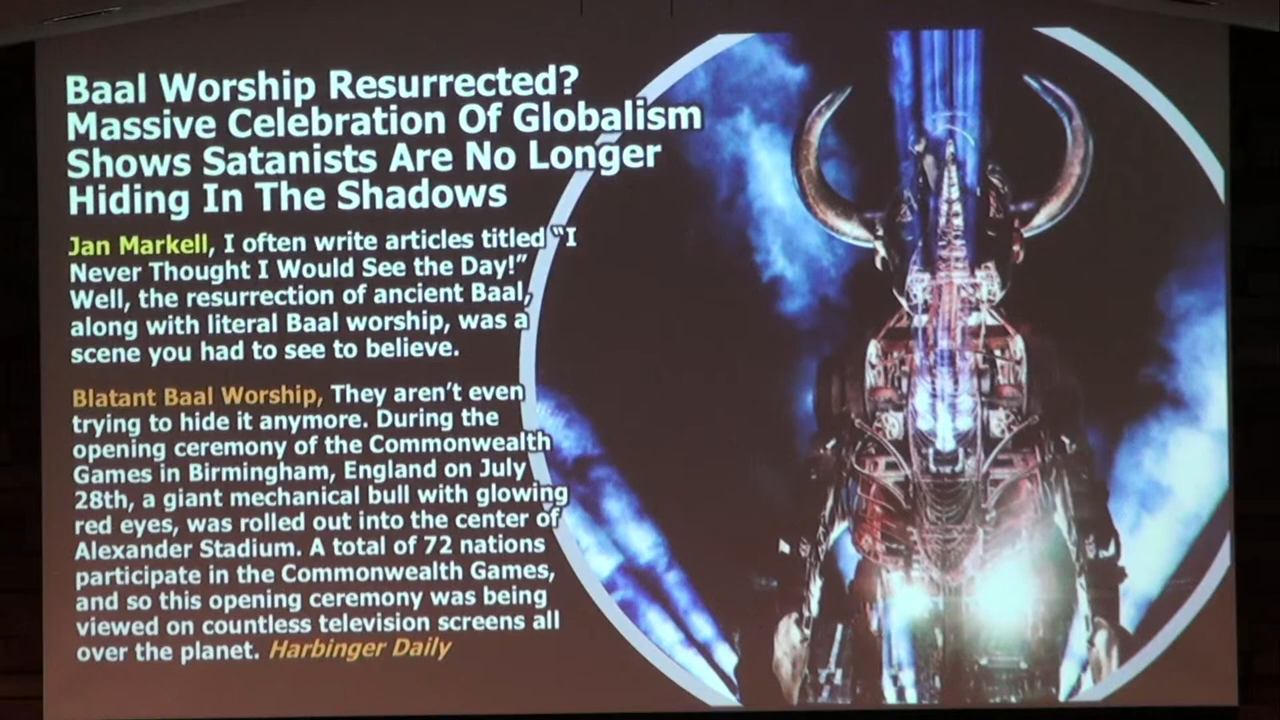 Baal Worship Resurrected?
Massive Celebration Of Globalism
Shows Satanists Are No Longer
Hiding In The Shadows
Jan Markell, I often write articles titled “I
Never Thought I Would See the Day!”
Well, the resurrection of ancient Baal,
along with literal Baal worship, was a
scene you had to see to believe.
Blatant Baal Worship, They aren’t even
trying to hide it anymore. During the
opening ceremony of the Commonwealth
Games in Birmingham, England on July
28th, a giant mechanical bull with glowing
red eyes, was rolled out into the center of
Alexander Stadium. A total of 72 nations
participate in the Commonwealth Games,
and so this opening ceremony was being
viewed on countless television screens all
over the planet. Harbinger Daily